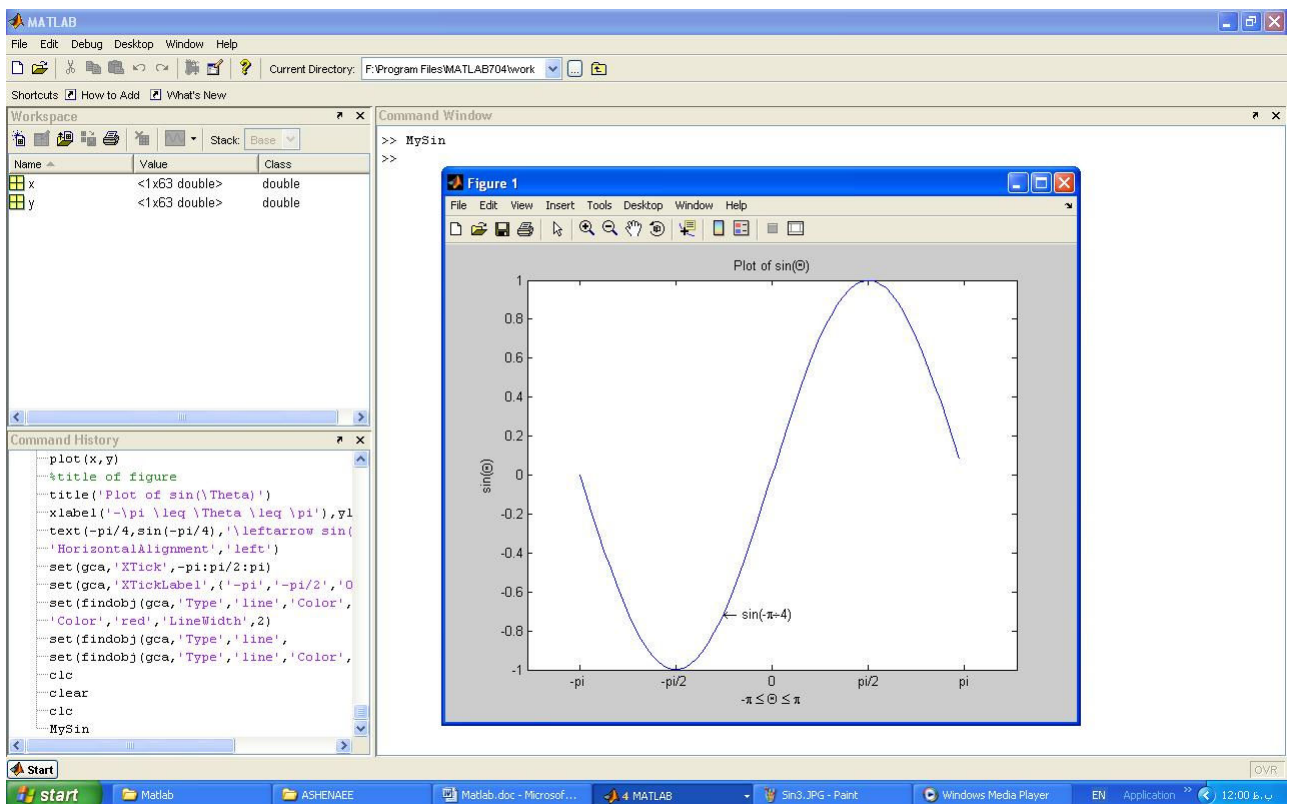 MATLAB
File Edit Debug Desktop Window Help
Current Directory: F:\Program Files\MATLAB704\work
Shortcuts How to Add What's New
Workspace
Stack: Base
Name Value Class
x <1x63 double> double
y <1x63 double> double
Command History
plot(x,y)
%title of figure
title('Plot of sin(\Theta)')
xlabel('-\pi \leq \Theta \leq \pi'),yl
text(-pi/4,sin(-pi/4),'\leftarrow sin(
'HorizontalAlignment','left')
set(gca,'XTick',-pi:pi/2:pi)
set(gca,'XTickLabel',{'-pi','-pi/2','0
set(findobj(gca,'Type','line','Color',
'Color','red','LineWidth',2)
set(findobj(gca,'Type','line',
set(findobj(gca,'Type','line','Color',
clc
clear
clc
MySin
Command Window
>> MySin
>>
Figure 1
File Edit View Insert Tools Desktop Window Help
Plot of sin(Θ)
1
0.8
0.6
0.4
0.2
0
-0.2
-0.4
-0.6
-0.8
-1
sin(Θ)
← sin(-π÷4)
-pi -pi/2 0 pi/2 pi
-π ≤ Θ ≤ π
Start
OVR
start Matlab ASHENAEE Matlab.doc - Microsof... 4 MATLAB Sin3.JPG - Paint Windows Media Player EN Application » 12:00 ب.ظ